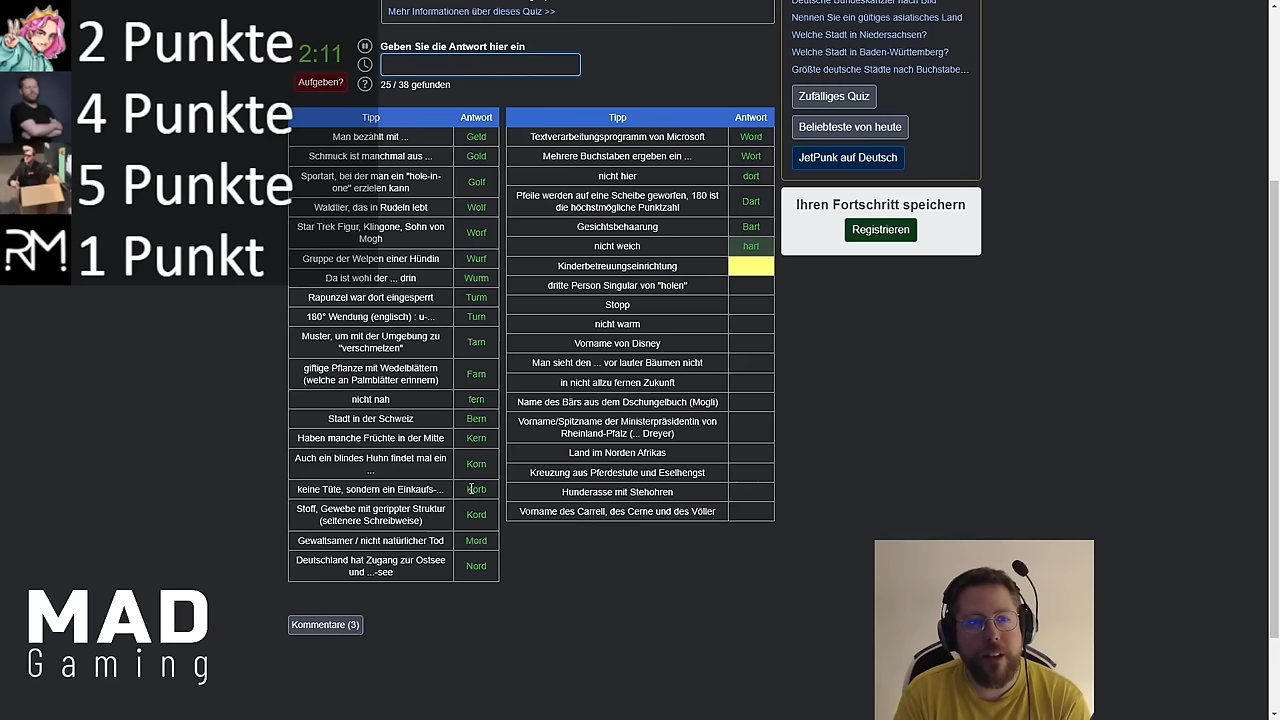 2 Punkte
4 Punkte
5 Punkte
RM!
1 Punkt
Mehr Informationen über dieses Quiz >>
2:11
Aufgeben?
Geben Sie die Antwort hier ein
25 / 38 gefunden
Tipp Antwort
Man bezahlt mit ... Geld
Schmuck ist manchmal aus ... Gold
Sportart, bei der man ein "hole-in-
one" erzielen kann Golf
Waldtier, das in Rudeln lebt Wolf
Star Trek Figur, Klingone, Sohn von
Mogh Worf
Gruppe der Welpen einer Hündin Wurf
Da ist wohl der ... drin Wurm
Rapunzel war dort eingesperrt Turm
180° Wendung (englisch) : u-... Turn
Muster, um mit der Umgebung zu
"verschmelzen" Tarn
giftige Pflanze mit Wedelblättern
(welche an Palmblätter erinnern) Farn
nicht nah fern
Stadt in der Schweiz Bern
Haben manche Früchte in der Mitte Kern
Auch ein blindes Huhn findet mal ein
... Korn
keine Tüte, sondern ein Einkaufs-... Korb
Stoff, Gewebe mit gerippter Struktur
(seltenere Schreibweise) Kord
Gewaltsamer / nicht natürlicher Tod Mord
Deutschland hat Zugang zur Ostsee
und ...-see Nord
Tipp Antwort
Textverarbeitungsprogramm von Microsoft Word
Mehrere Buchstaben ergeben ein ... Wort
nicht hier dort
Pfeile werden auf eine Scheibe geworfen, 180 ist
die höchstmögliche Punktzahl Dart
Gesichtsbehaarung Bart
nicht weich hart
Kinderbetreuungseinrichtung
dritte Person Singular von "holen"
Stopp
nicht warm
Vorname von Disney
Man sieht den ... vor lauter Bäumen nicht
in nicht allzu fernen Zukunft
Name des Bärs aus dem Dschungelbuch (Mogli)
Vorname/Spitzname der Ministerpräsidentin von
Rheinland-Pfalz (... Dreyer)
Land im Norden Afrikas
Kreuzung aus Pferdestute und Eselhengst
Hunderasse mit Stehohren
Vorname des Carrell, des Cerne und des Völler
Kommentare (3)
Deutsche Bundeskanzler nach Bild
Nennen Sie ein gültiges asiatisches Land
Welche Stadt in Niedersachsen?
Welche Stadt in Baden-Württemberg?
Größte deutsche Städte nach Buchstabe...
Zufälliges Quiz
Beliebteste von heute
JetPunk auf Deutsch
Ihren Fortschritt speichern
Registrieren
MAD
Gaming